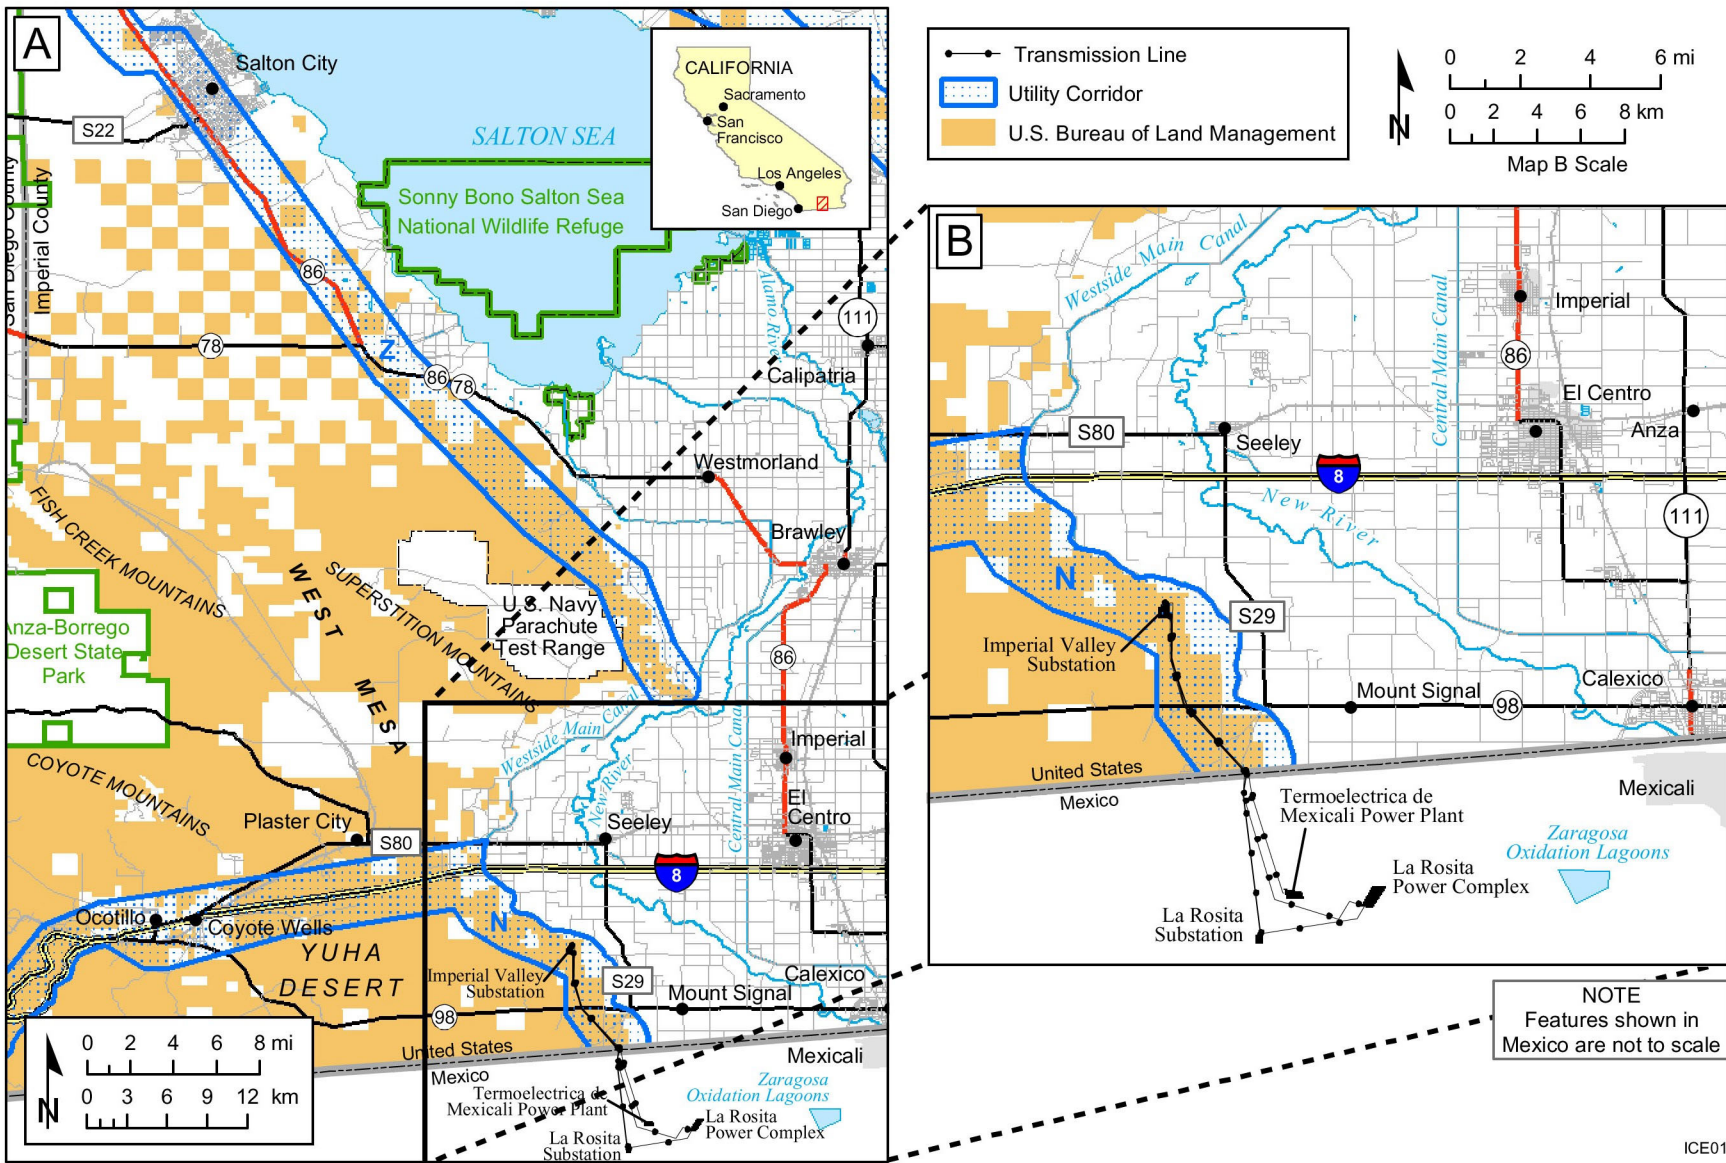 A
Salton City
S22
SALTON SEA
Sonny Bono Salton Sea
National Wildlife Refuge
San Diego County
Imperial County
86
78
Z
86
78
111
Alamo River
Calipatria
Westmorland
Brawley
FISH CREEK MOUNTAINS
WEST MESA
SUPERSTITION MOUNTAINS
U.S. Navy
Parachute
Test Range
Anza-Borrego
Desert State
Park
86
COYOTE MOUNTAINS
Westside Main Canal
New River
Central Main Canal
Imperial
El
Centro
Plaster City
S80
Seeley
8
Ocotillo
Coyote Wells
N
YUHA
DESERT
Imperial Valley
Substation
S29
Calexico
Mount Signal
98
United States
Mexico
Mexicali
Termoelectrica de
Mexicali Power Plant
Zaragosa
Oxidation Lagoons
La Rosita
Power Complex
La Rosita
Substation
0 2 4 6 8 mi
0 3 6 9 12 km
N
CALIFORNIA
Sacramento
San
Francisco
Los Angeles
San Diego
Transmission Line
Utility Corridor
U.S. Bureau of Land Management
N
0 2 4 6 mi
0 2 4 6 8 km
Map B Scale
B
Westside Main Canal
Central Main Canal
Imperial
86
El Centro
Anza
S80
Seeley
8
New River
111
N
S29
Imperial Valley
Substation
Calexico
Mount Signal
98
United States
Mexico
Mexicali
Termoelectrica de
Mexicali Power Plant
Zaragosa
Oxidation Lagoons
La Rosita
Power Complex
La Rosita
Substation
NOTE
Features shown in
Mexico are not to scale
ICE01